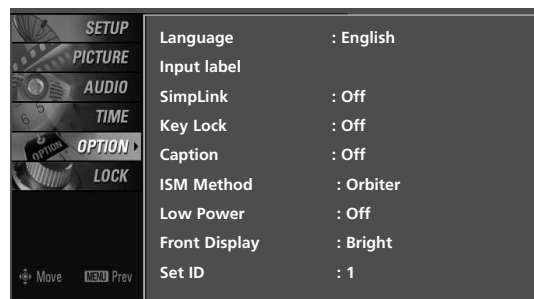 SETUP
PICTURE
AUDIO
TIME
OPTION
LOCK
Move MENU Prev
Language : English
Input label
SimpLink : Off
Key Lock : Off
Caption : Off
ISM Method : Orbiter
Low Power : Off
Front Display : Bright
Set ID : 1